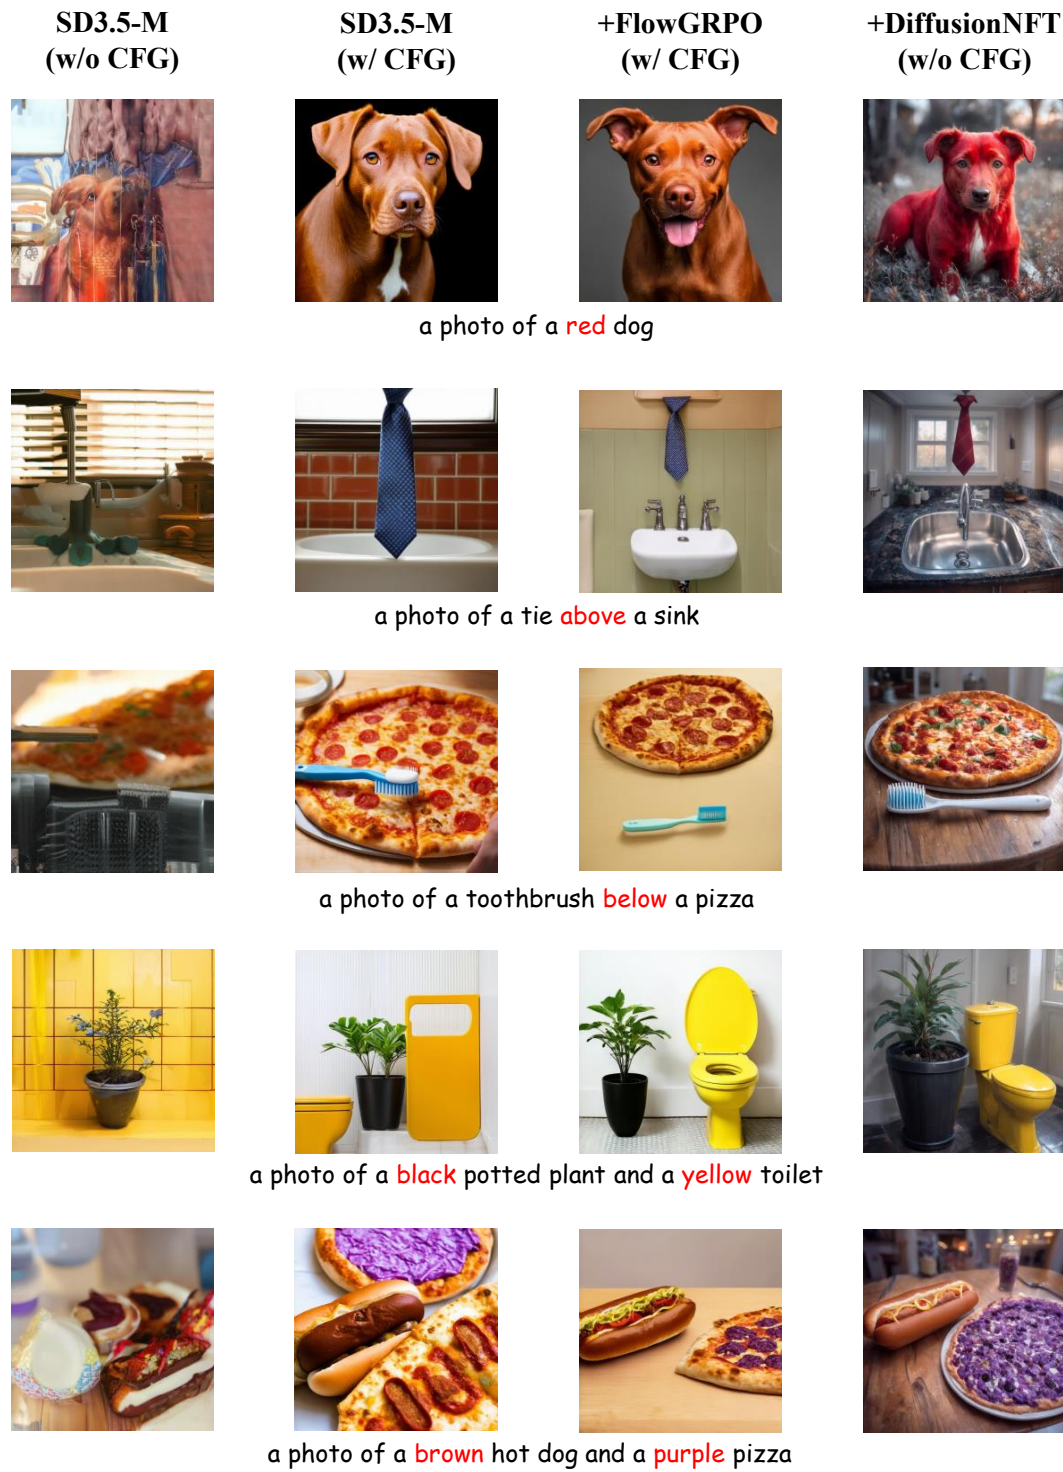 SD3.5-M
(w/o CFG)
SD3.5-M
(w/ CFG)
+FlowGRPO
(w/ CFG)
+DiffusionNFT
(w/o CFG)
a photo of a red dog
a photo of a tie above a sink
a photo of a toothbrush below a pizza
a photo of a black potted plant and a yellow toilet
a photo of a brown hot dog and a purple pizza